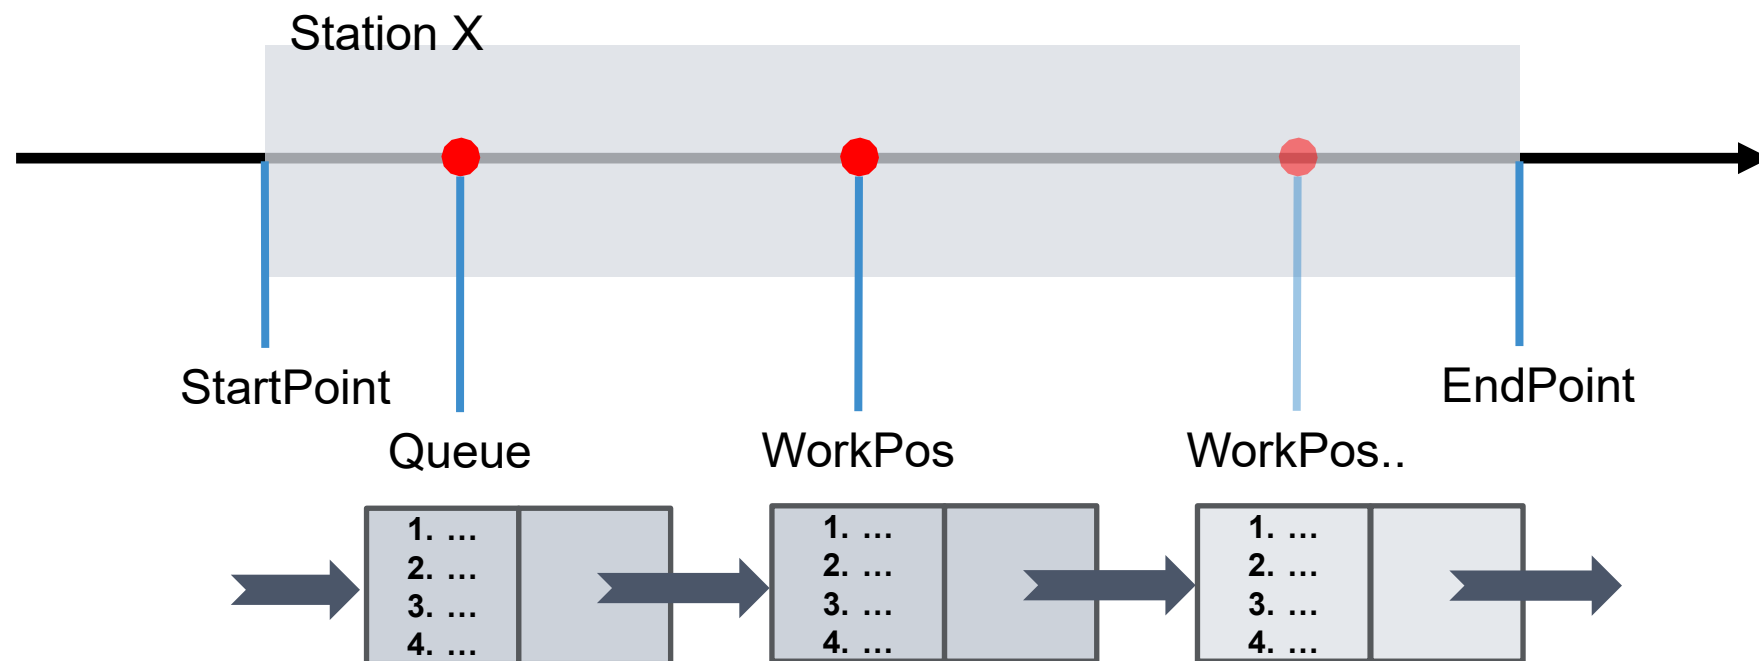 Station X
StartPoint
EndPoint
Queue
WorkPos
WorkPos..
1. ...
2. ...
3. ...
4. ...
1. ...
2. ...
3. ...
4. ...
1. ...
2. ...
3. ...
4. ...